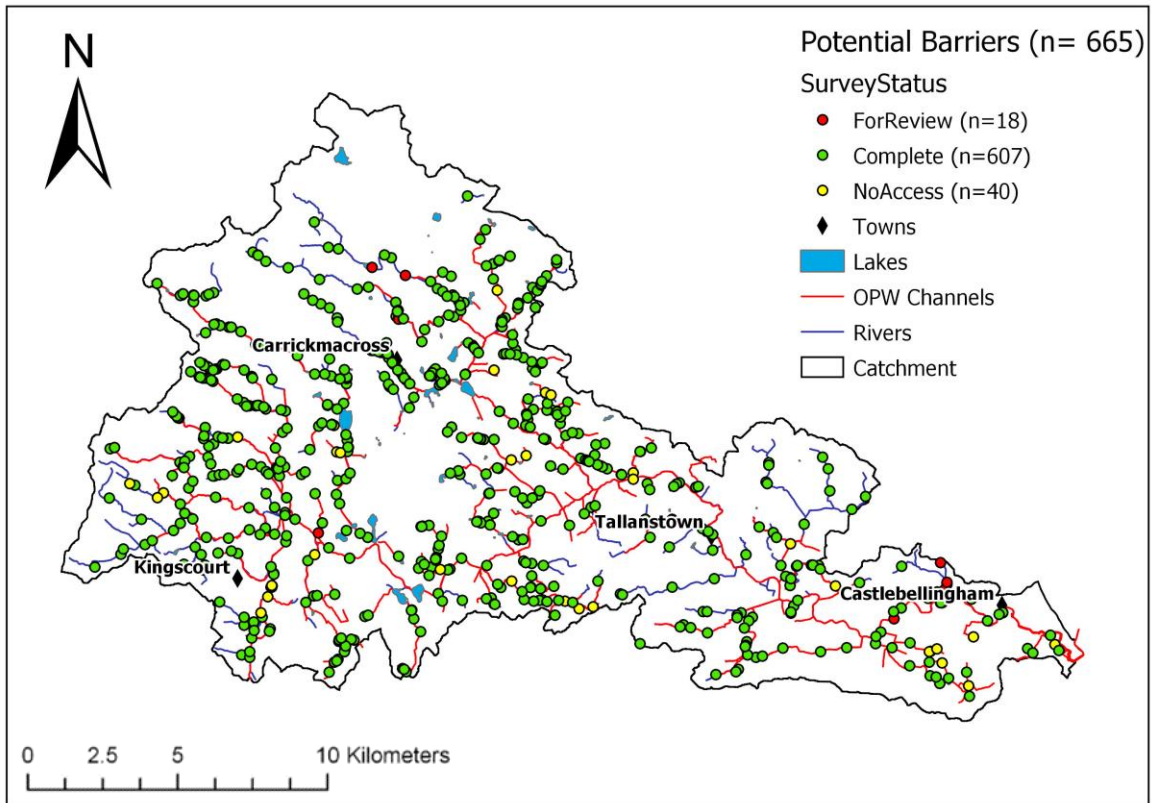 N
Potential Barriers (n= 665)
SurveyStatus
ForReview (n=18)
Complete (n=607)
NoAccess (n=40)
Towns
Lakes
OPW Channels
Rivers
Catchment
Carrickmacross
Tallanstown
Kingscourt
Castlebellingham
0 2.5 5 10 Kilometers